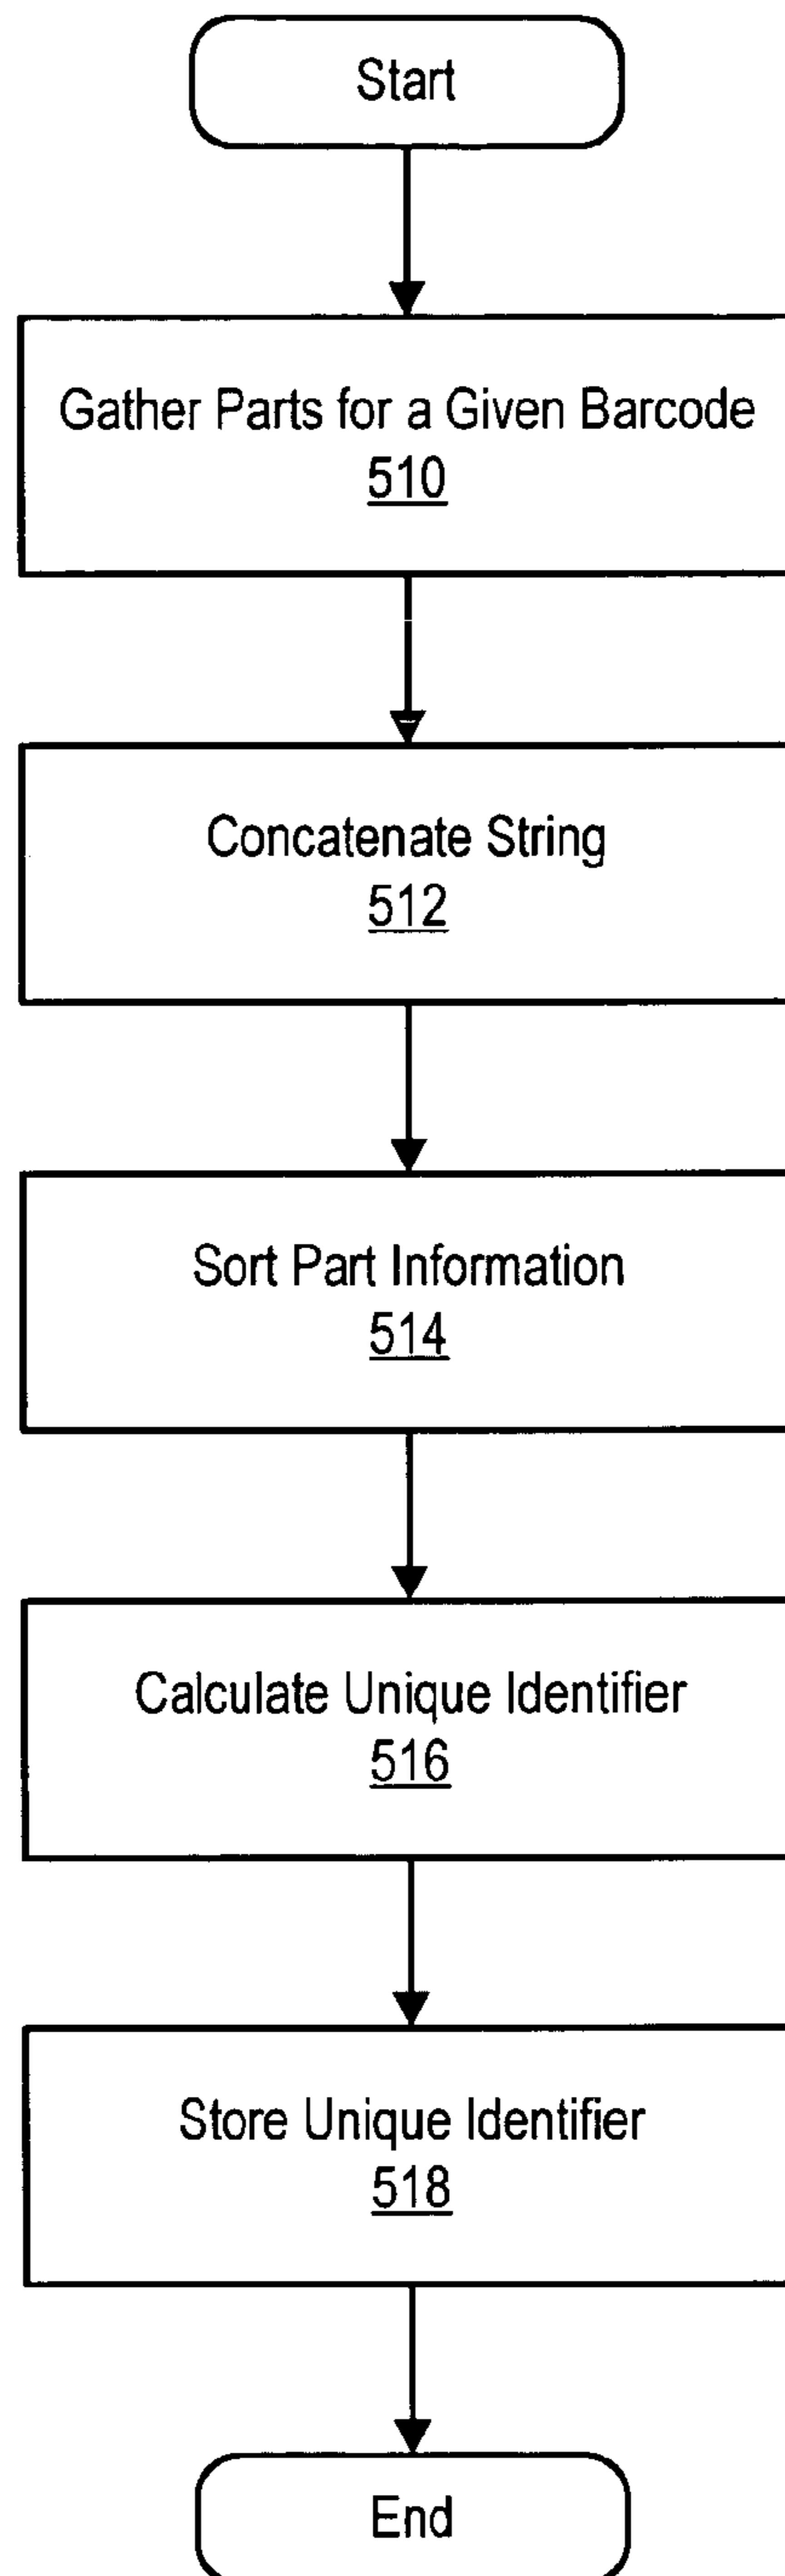 Start
Gather Parts for a Given Barcode
510
Concatenate String
512
Sort Part Information
514
Calculate Unique Identifier
516
Store Unique Identifier
518
End